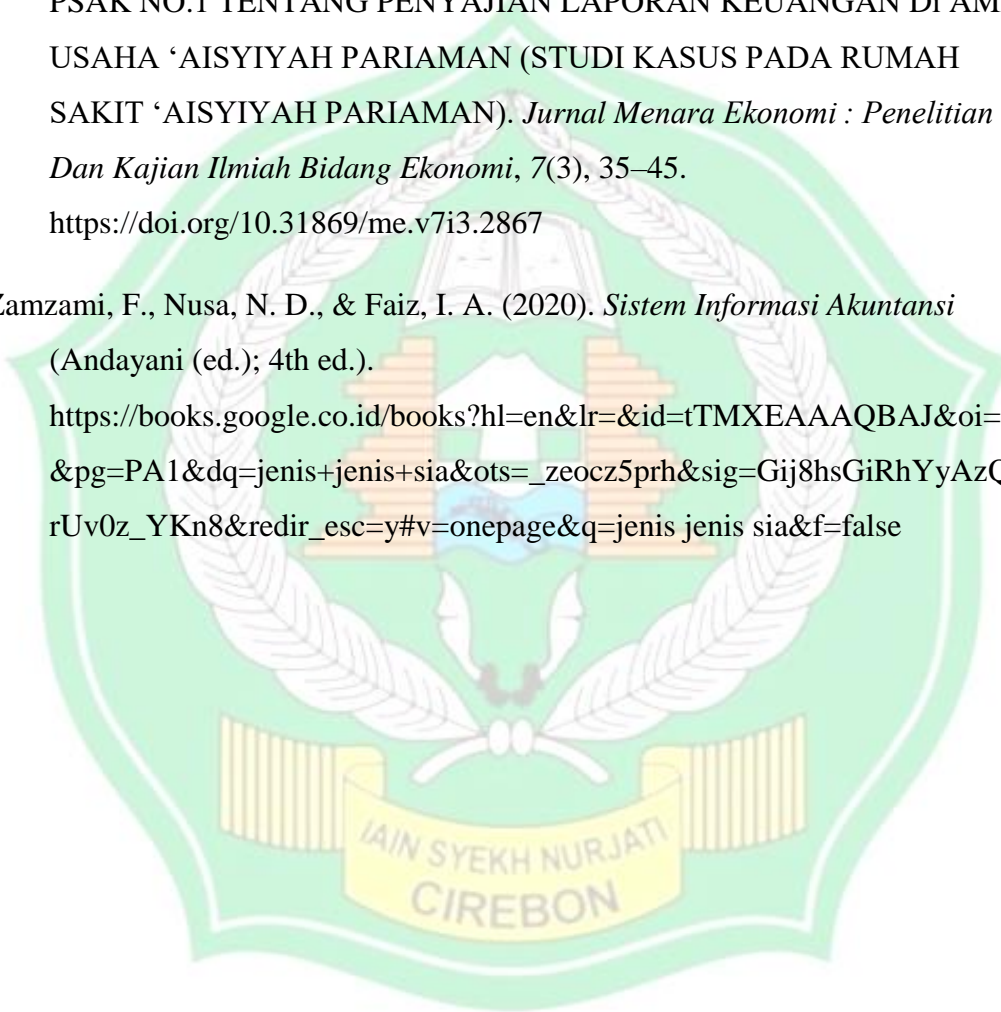 PSAK NO.1 TENTANG PENYAJIAN LAPORAN KEUANGAN DI AM
USAHA ‘AISYIYAH PARIAMAN (STUDI KASUS PADA RUMAH
SAKIT ‘AISYIYAH PARIAMAN). Jurnal Menara Ekonomi : Penelitian
Dan Kajian Ilmiah Bidang Ekonomi, 7(3), 35–45.
https://doi.org/10.31869/me.v7i3.2867
Zamzami, F., Nusa, N. D., & Faiz, I. A. (2020). Sistem Informasi Akuntansi
(Andayani (ed.); 4th ed.).
https://books.google.co.id/books?hl=en&lr=&id=tTMXEAAAQBAJ&oi=
&pg=PA1&dq=jenis+jenis+sia&ots=_zeocz5prh&sig=Gij8hsGiRhYyAzQ
rUv0z_YKn8&redir_esc=y#v=onepage&q=jenis jenis sia&f=false
IAIN SYEKH NURJATI
CIREBON